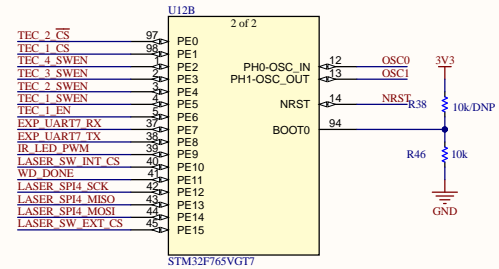 U12B
2 of 2
TEC_2_CS 97 PE0
TEC_1_CS 98 PE1
TEC_4_SWEN 1 PE2
TEC_3_SWEN 2 PE3
TEC_2_SWEN 3 PE4
TEC_1_SWEN 4 PE5
TEC_1_EN 5 PE6
EXP_UART7_RX 37 PE7
EXP_UART7_TX 38 PE8
IR_LED_PWM 39 PE9
LASER_SW_INT_CS 40 PE10
WD_DONE 41 PE11
LASER_SPI4_SCK 42 PE12
LASER_SPI4_MISO 43 PE13
LASER_SPI4_MOSI 44 PE14
LASER_SW_EXT_CS 45 PE15
PH0-OSC_IN 12 OSC0
PH1-OSC_OUT 13 OSC1
NRST 14 NRST
BOOT0 94
3V3
R38 10k/DNP
R46 10k
GND
STM32F765VGT7